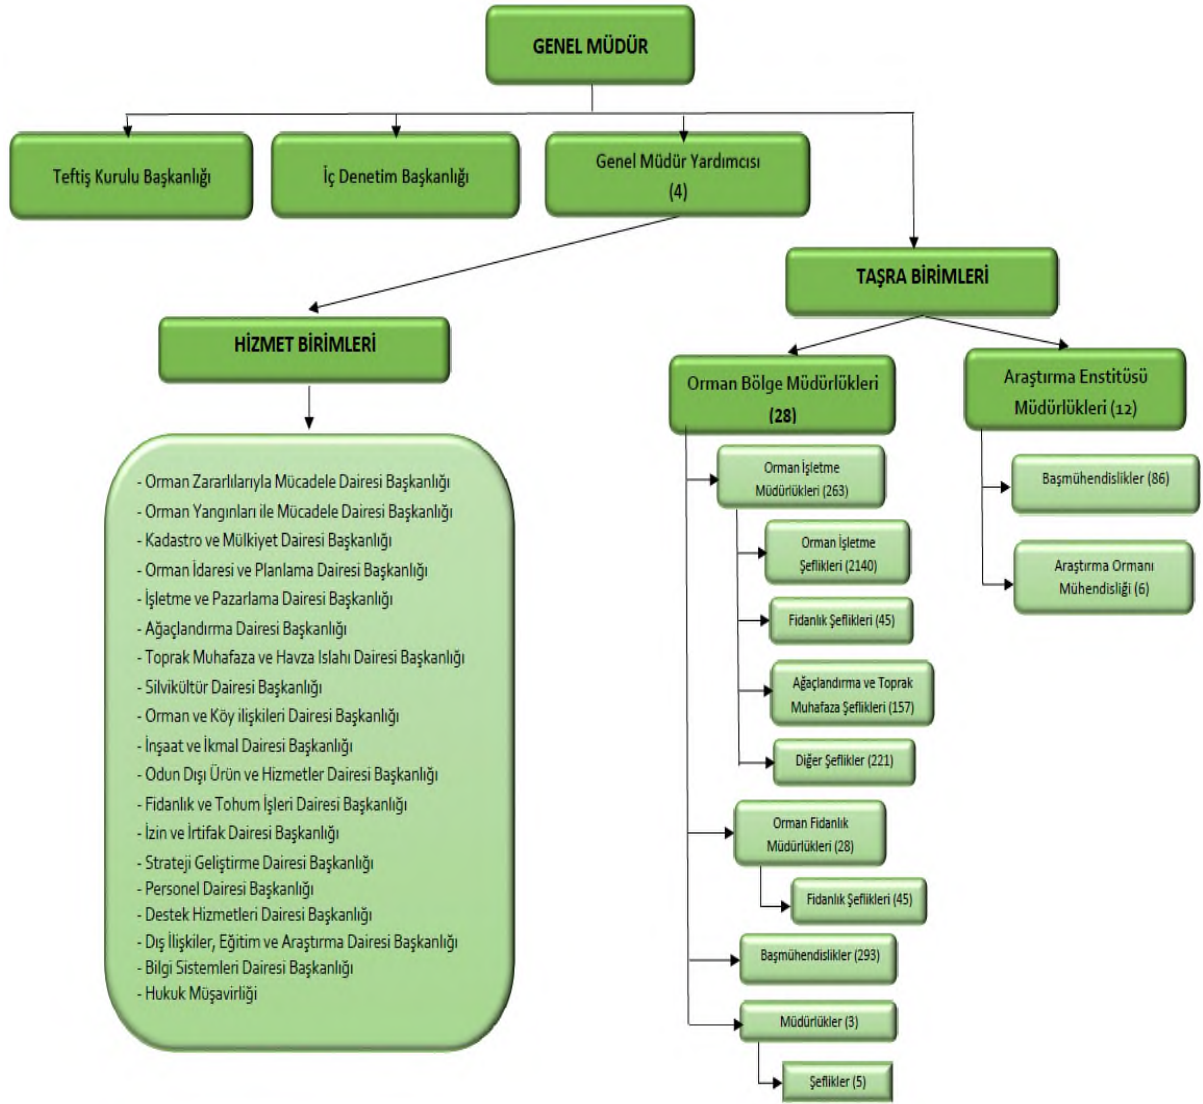 GENEL MÜDÜR
Teftiş Kurulu Başkanlığı
İç Denetim Başkanlığı
Genel Müdür Yardımcısı
(4)
HİZMET BİRİMLERİ
- Orman Zararlılarıyla Mücadele Dairesi Başkanlığı
- Orman Yangınları ile Mücadele Dairesi Başkanlığı
- Kadastro ve Mülkiyet Dairesi Başkanlığı
- Orman İdaresi ve Planlama Dairesi Başkanlığı
- İşletme ve Pazarlama Dairesi Başkanlığı
- Ağaçlandırma Dairesi Başkanlığı
- Toprak Muhafaza ve Havza Islahı Dairesi Başkanlığı
- Silvikültür Dairesi Başkanlığı
- Orman ve Köy ilişkileri Dairesi Başkanlığı
- İnşaat ve İkmal Dairesi Başkanlığı
- Odun Dışı Ürün ve Hizmetler Dairesi Başkanlığı
- Fidanlık ve Tohum İşleri Dairesi Başkanlığı
- İzin ve İrtifak Dairesi Başkanlığı
- Strateji Geliştirme Dairesi Başkanlığı
- Personel Dairesi Başkanlığı
- Destek Hizmetleri Dairesi Başkanlığı
- Dış İlişkiler, Eğitim ve Araştırma Dairesi Başkanlığı
- Bilgi Sistemleri Dairesi Başkanlığı
- Hukuk Müşavirliği
TAŞRA BİRİMLERİ
Orman Bölge Müdürlükleri
(28)
Orman İşletme
Müdürlükleri (263)
Orman İşletme
Şeflikleri (2140)
Fidanlık Şeflikleri (45)
Ağaçlandırma ve Toprak
Muhafaza Şeflikleri (157)
Diğer Şeflikler (221)
Orman Fidanlık
Müdürlükleri (28)
Fidanlık Şeflikleri (45)
Başmühendislikler (293)
Müdürlükler (3)
Şeflikler (5)
Araştırma Enstitüsü
Müdürlükleri (12)
Başmühendislikler (86)
Araştırma Ormanı
Mühendisliği (6)